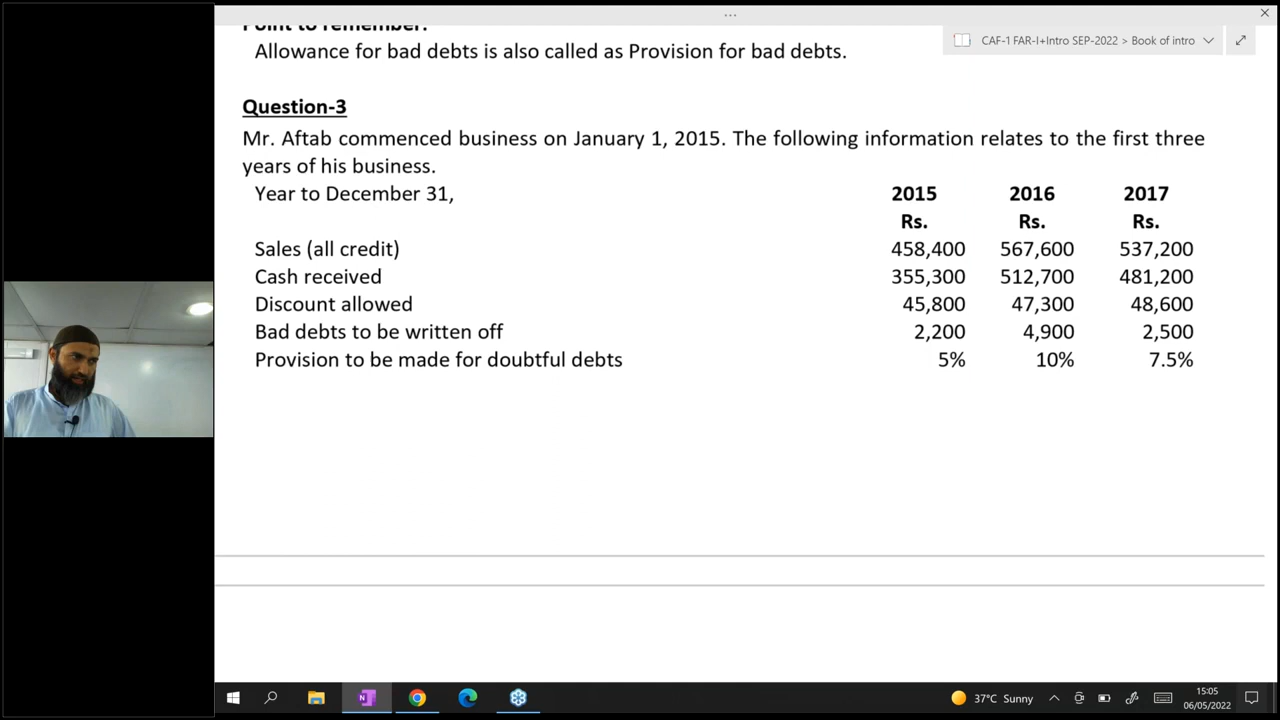 Point to remember:
Allowance for bad debts is also called as Provision for bad debts.
CAF-1 FAR-I+Intro SEP-2022 > Book of intro
Question-3
Mr. Aftab commenced business on January 1, 2015. The following information relates to the first three
years of his business.
Year to December 31, 2015 2016 2017
Rs. Rs. Rs.
Sales (all credit) 458,400 567,600 537,200
Cash received 355,300 512,700 481,200
Discount allowed 45,800 47,300 48,600
Bad debts to be written off 2,200 4,900 2,500
Provision to be made for doubtful debts 5% 10% 7.5%
37°C Sunny
15:05
06/05/2022